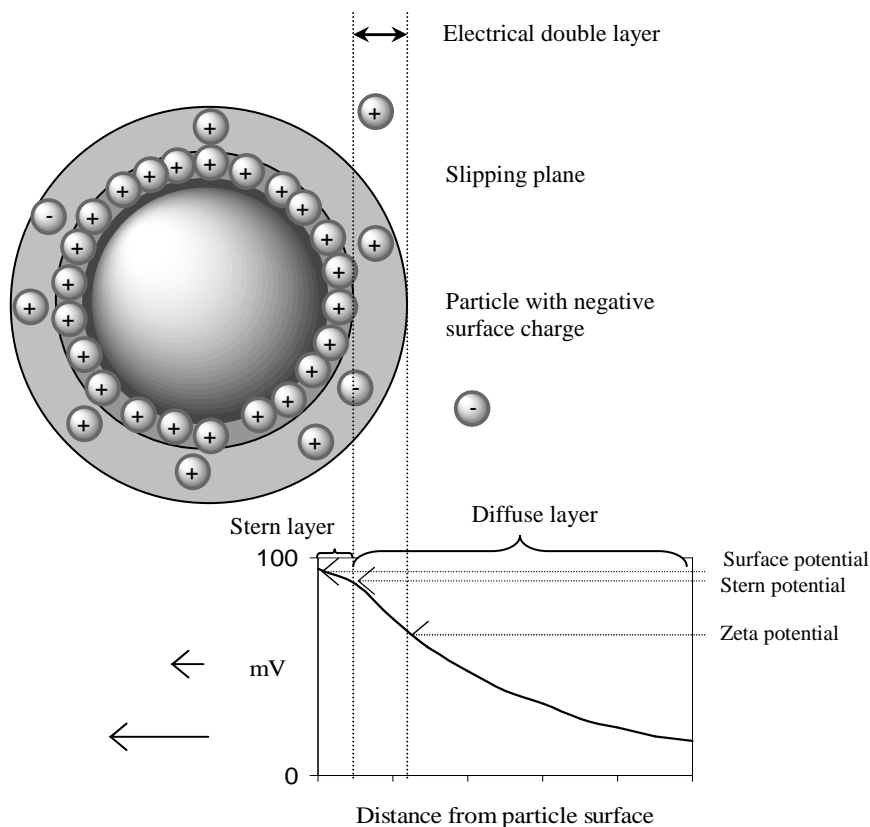 Electrical double layer
+
+
+ + + + + + +
Slipping plane
+ + +
- + + +
+ +
+ + +
Particle with negative
surface charge
+ +
+ +
+ + -
-
+ +
+ + + + +
+ +
+
Stern layer
Diffuse layer
100
Surface potential
Stern potential
Zeta potential
mV
0
Distance from particle surface